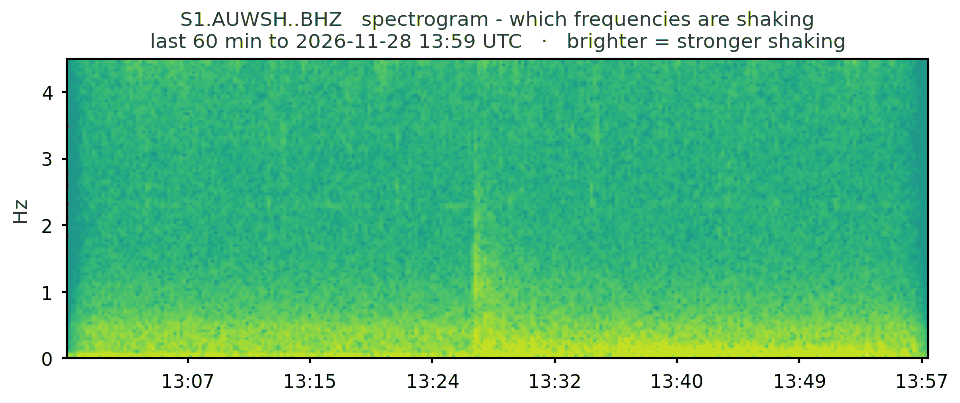 S1.AUWSH..BHZ   spectrogram - which frequencies are shaking
last 60 min to 2026-11-28 13:59 UTC   ·   brighter = stronger shaking
4
3
Hz
2
1
0
13:07 13:15 13:24 13:32 13:40 13:49 13:57